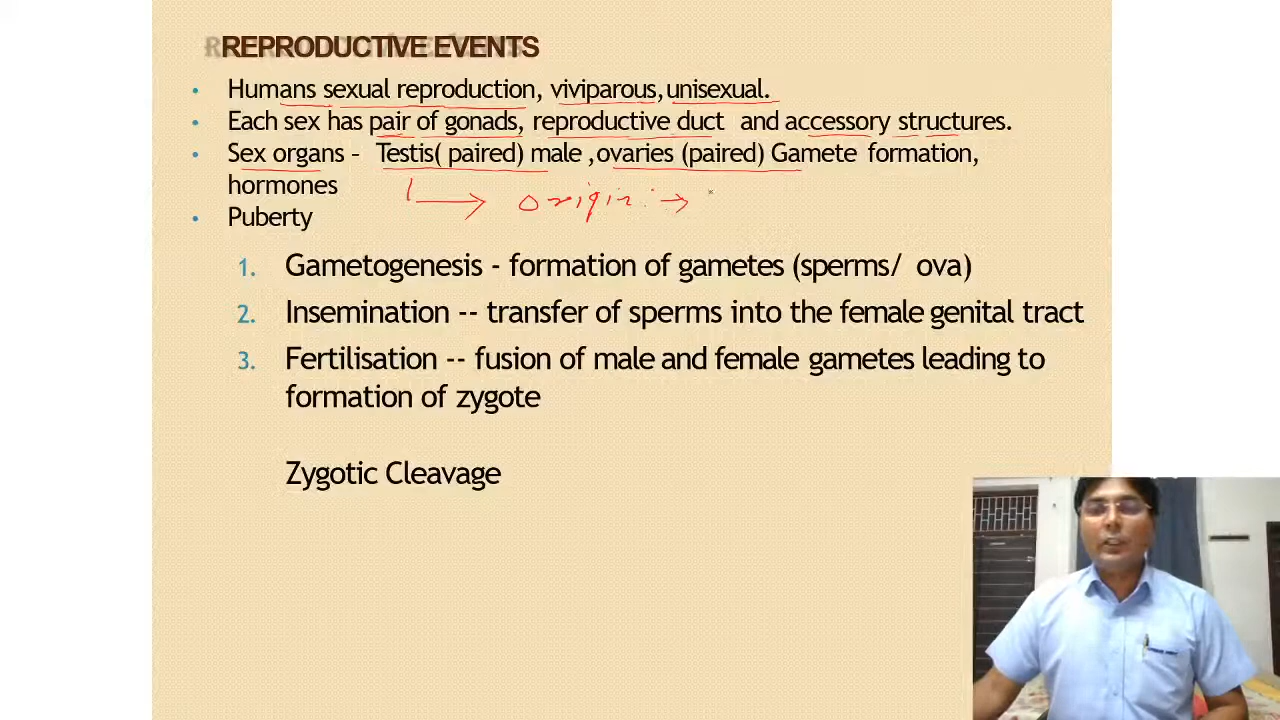 REPRODUCTIVE EVENTS
• Humans sexual reproduction, viviparous,unisexual.
• Each sex has pair of gonads, reproductive duct and accessory structures.
• Sex organs – Testis( paired) male ,ovaries (paired) Gamete formation,
hormones
→ origin : →
• Puberty
1. Gametogenesis - formation of gametes (sperms/ ova)
2. Insemination -- transfer of sperms into the female genital tract
3. Fertilisation -- fusion of male and female gametes leading to
formation of zygote
Zygotic Cleavage